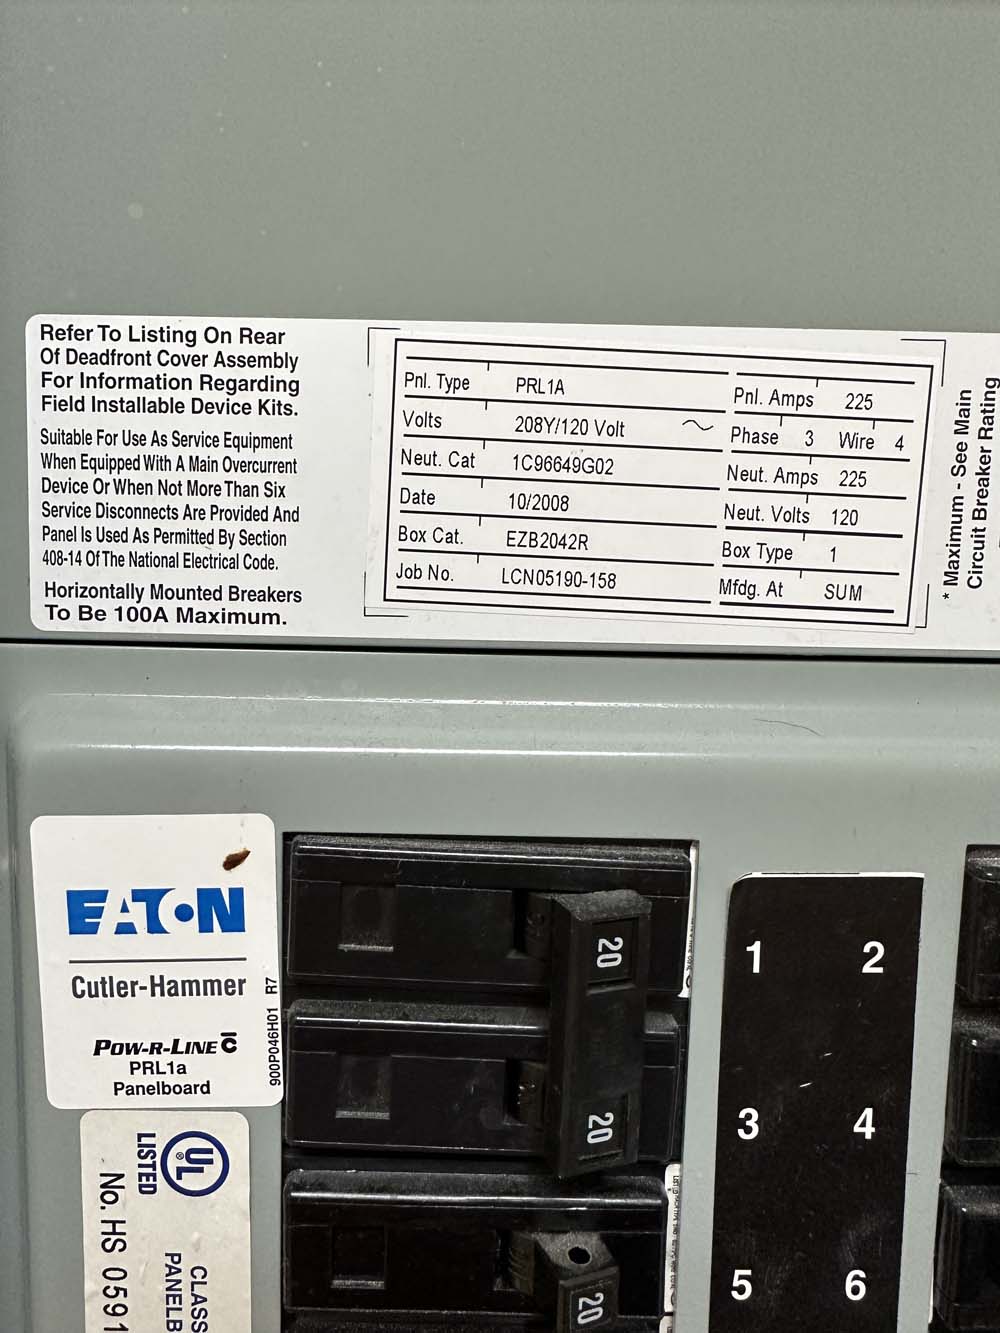 Refer To Listing On Rear
Of Deadfront Cover Assembly
For Information Regarding
Field Installable Device Kits.
Suitable For Use As Service Equipment
When Equipped With A Main Overcurrent
Device Or When Not More Than Six
Service Disconnects Are Provided And
Panel Is Used As Permitted By Section
408-14 Of The National Electrical Code.
Horizontally Mounted Breakers
To Be 100A Maximum.
Pnl. Type PRL1A
Volts 208Y/120 Volt ~
Neut. Cat 1C96649G02
Date 10/2008
Box Cat. EZB2042R
Job No. LCN05190-158
Pnl. Amps 225
Phase 3 Wire 4
Neut. Amps 225
Neut. Volts 120
Box Type 1
Mfdg. At SUM
* Maximum - See Main
Circuit Breaker Rating
EATON
Cutler-Hammer
POW-R-LINE C
PRL1a
Panelboard
900P046H01 R7
UL
®
LISTED
No. HS 0591
CLASS
PANELB
20
20
20
1 2
3 4
5 6